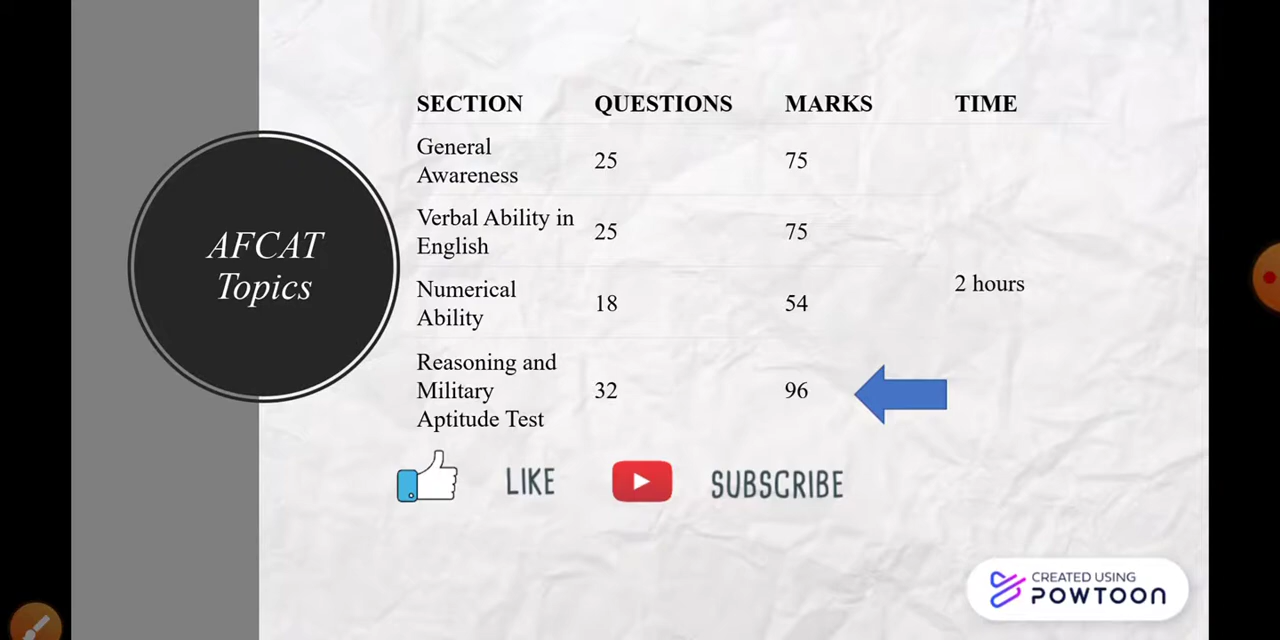 AFCAT
Topics
SECTION QUESTIONS MARKS TIME
General
Awareness
25 75
Verbal Ability in
English
25 75
Numerical
Ability
18 54
2 hours
Reasoning and
Military
Aptitude Test
32 96
LIKE SUBSCRIBE
CREATED USING
POWTOON